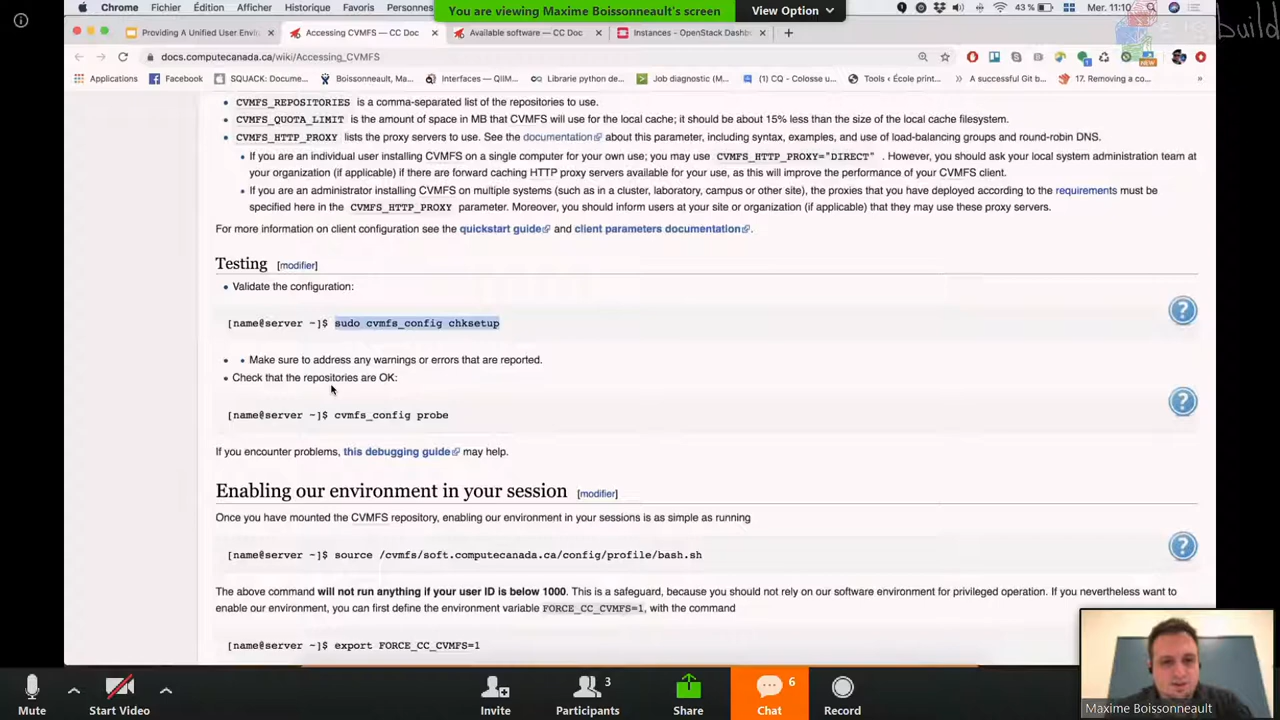 Chrome Fichier Édition Afficher Historique Favoris Personnes
You are viewing Maxime Boissonneault's screen
View Option
43 % Mer. 11:10
is build
Providing A Unified User Envi
Accessing CVMFS — CC Doc
Available software — CC Doc
Instances - OpenStack Dashb
docs.computecanada.ca/wiki/Accessing_CVMFS
Applications Facebook SQUACK: Docume... Boissonneault, Ma... Interfaces — QIIM... Librarie python de... Job diagnostic (M... (1) CQ - Colosse U... Tools ‹ École print... A successful Git b... 17. Removing a co...
NEW
• CVMFS_REPOSITORIES is a comma-separated list of the repositories to use.
• CVMFS_QUOTA_LIMIT is the amount of space in MB that CVMFS will use for the local cache; it should be about 15% less than the size of the local cache filesystem.
• CVMFS_HTTP_PROXY lists the proxy servers to use. See the documentation about this parameter, including syntax, examples, and use of load-balancing groups and round-robin DNS.
• If you are an individual user installing CVMFS on a single computer for your own use; you may use CVMFS_HTTP_PROXY="DIRECT" . However, you should ask your local system administration team at
your organization (if applicable) if there are forward caching HTTP proxy servers available for your use, as this will improve the performance of your CVMFS client.
• If you are an administrator installing CVMFS on multiple systems (such as in a cluster, laboratory, campus or other site), the proxies that you have deployed according to the requirements must be
specified here in the CVMFS_HTTP_PROXY parameter. Moreover, you should inform users at your site or organization (if applicable) that they may use these proxy servers.
For more information on client configuration see the quickstart guide and client parameters documentation.
Testing [modifier]
• Validate the configuration:
[name@server ~]$ sudo cvmfs_config chksetup
• • Make sure to address any warnings or errors that are reported.
• Check that the repositories are OK:
[name@server ~]$ cvmfs_config probe
If you encounter problems, this debugging guide may help.
Enabling our environment in your session [modifier]
Once you have mounted the CVMFS repository, enabling our environment in your sessions is as simple as running
[name@server ~]$ source /cvmfs/soft.computecanada.ca/config/profile/bash.sh
The above command will not run anything if your user ID is below 1000. This is a safeguard, because you should not rely on our software environment for privileged operation. If you nevertheless want to
enable our environment, you can first define the environment variable FORCE_CC_CVMFS=1, with the command
[name@server ~]$ export FORCE_CC_CVMFS=1
Mute
Start Video
Invite
3
Participants
Share
6
Chat
Record
Maxime Boissonneault